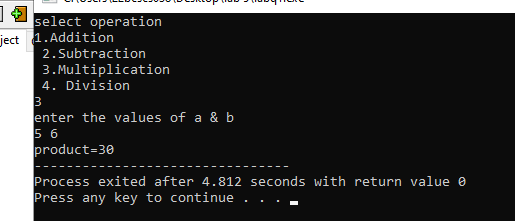 ject
select operation
1.Addition
2.Subtraction
3.Multiplication
4. Division
3
enter the values of a & b
5 6
product=30
--------------------------------
Process exited after 4.812 seconds with return value 0
Press any key to continue . . .